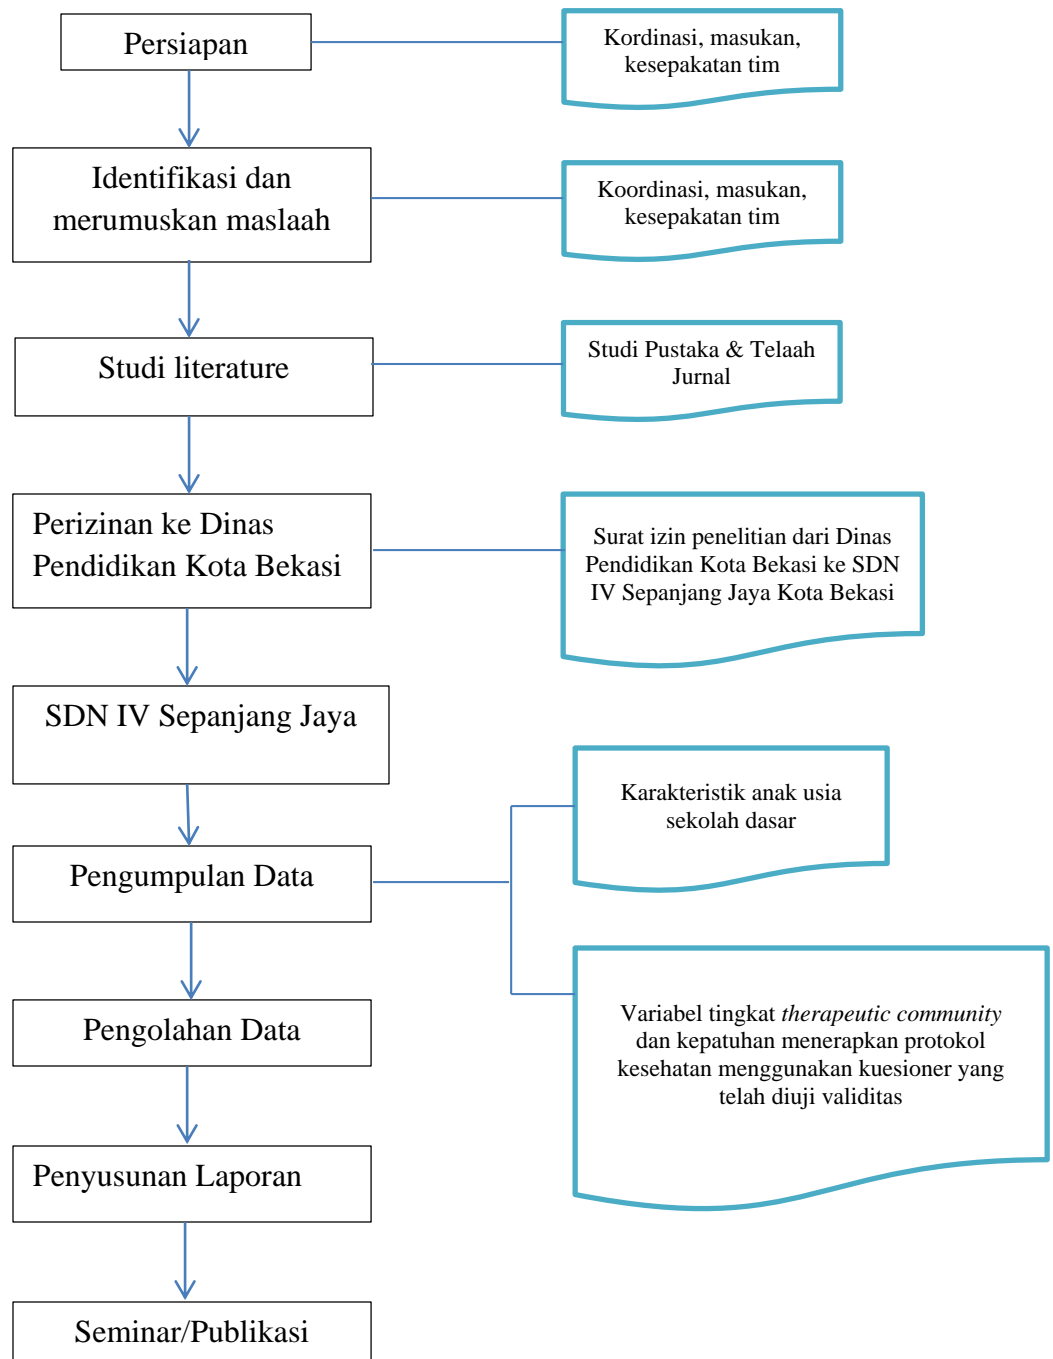 Persiapan
Kordinasi, masukan,
kesepakatan tim
Identifikasi dan
merumuskan maslaah
Koordinasi, masukan,
kesepakatan tim
Studi literature
Studi Pustaka & Telaah
Jurnal
Perizinan ke Dinas
Pendidikan Kota Bekasi
Surat izin penelitian dari Dinas
Pendidikan Kota Bekasi ke SDN
IV Sepanjang Jaya Kota Bekasi
SDN IV Sepanjang Jaya
Pengumpulan Data
Karakteristik anak usia
sekolah dasar
Variabel tingkat therapeutic community
dan kepatuhan menerapkan protokol
kesehatan menggunakan kuesioner yang
telah diuji validitas
Pengolahan Data
Penyusunan Laporan
Seminar/Publikasi